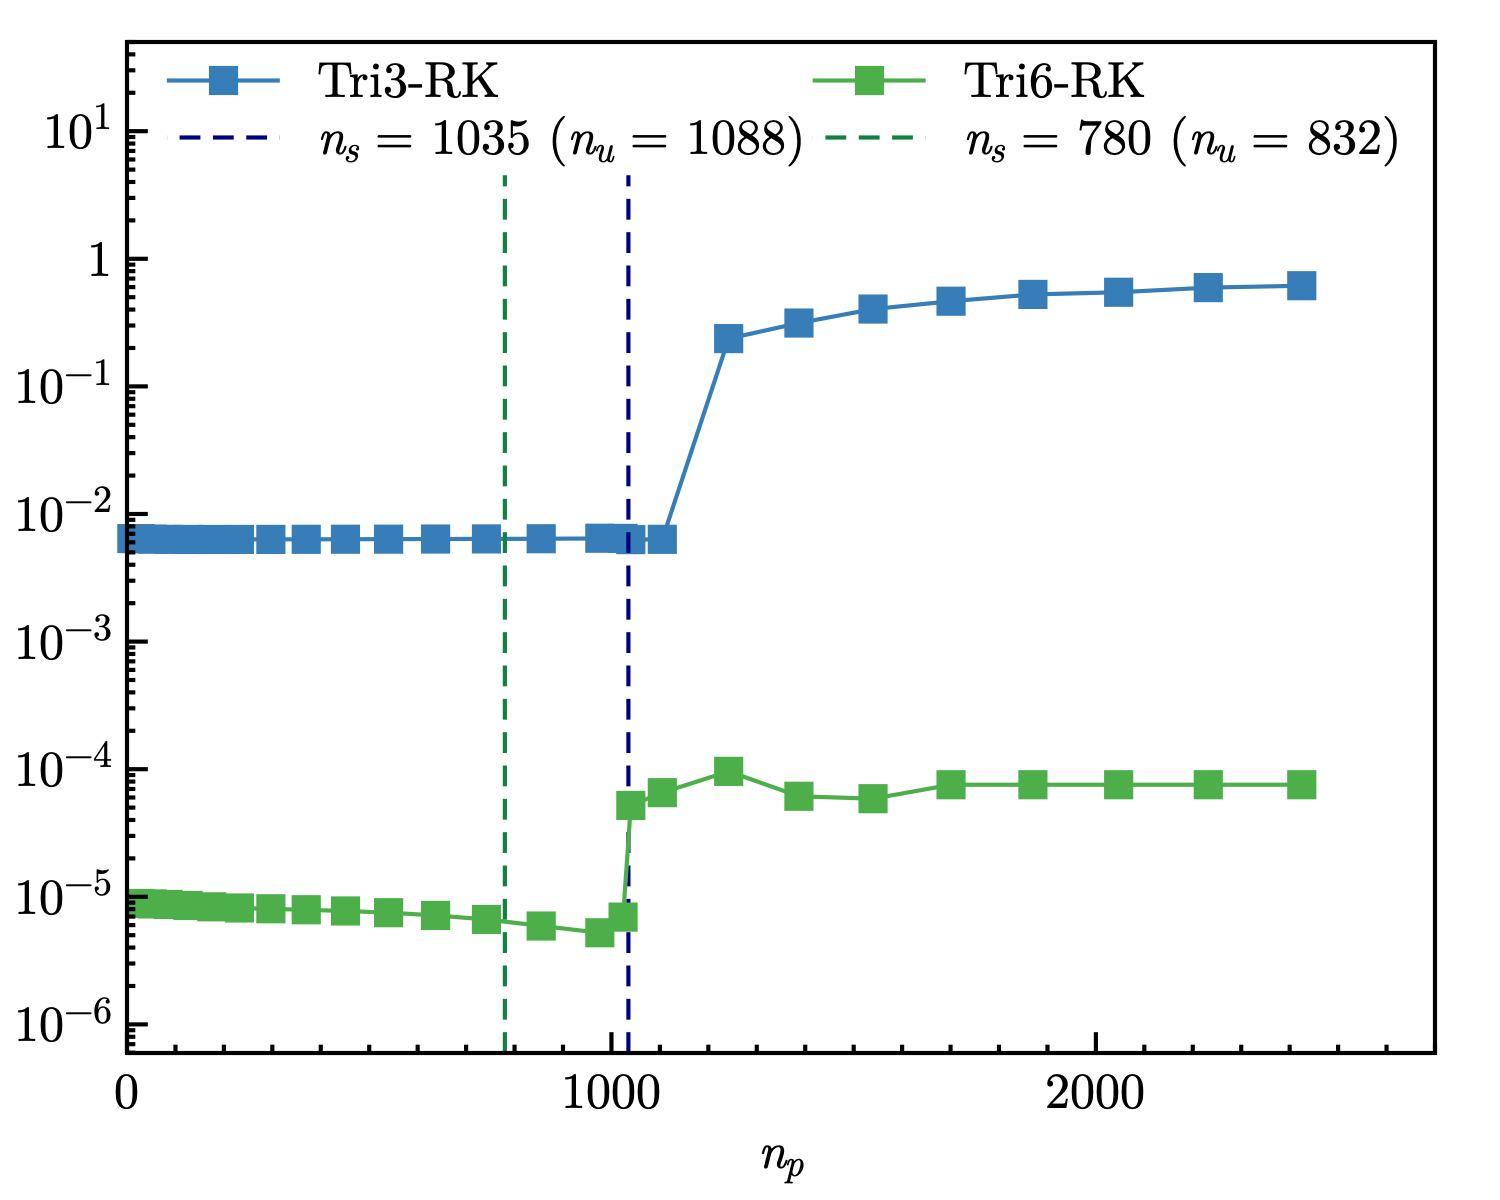 Tri3-RK
Tri6-RK
n_s = 1035 (n_u = 1088)
n_s = 780 (n_u = 832)
10^1
1
10^−1
10^−2
10^−3
10^−4
10^−5
10^−6
0 1000 2000
n_p